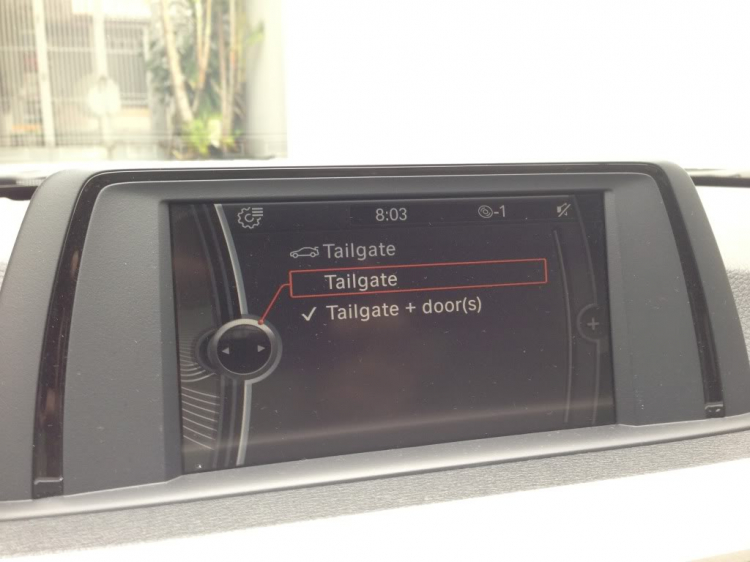 8:03
-1
Tailgate
Tailgate
✓ Tailgate + door(s)
+